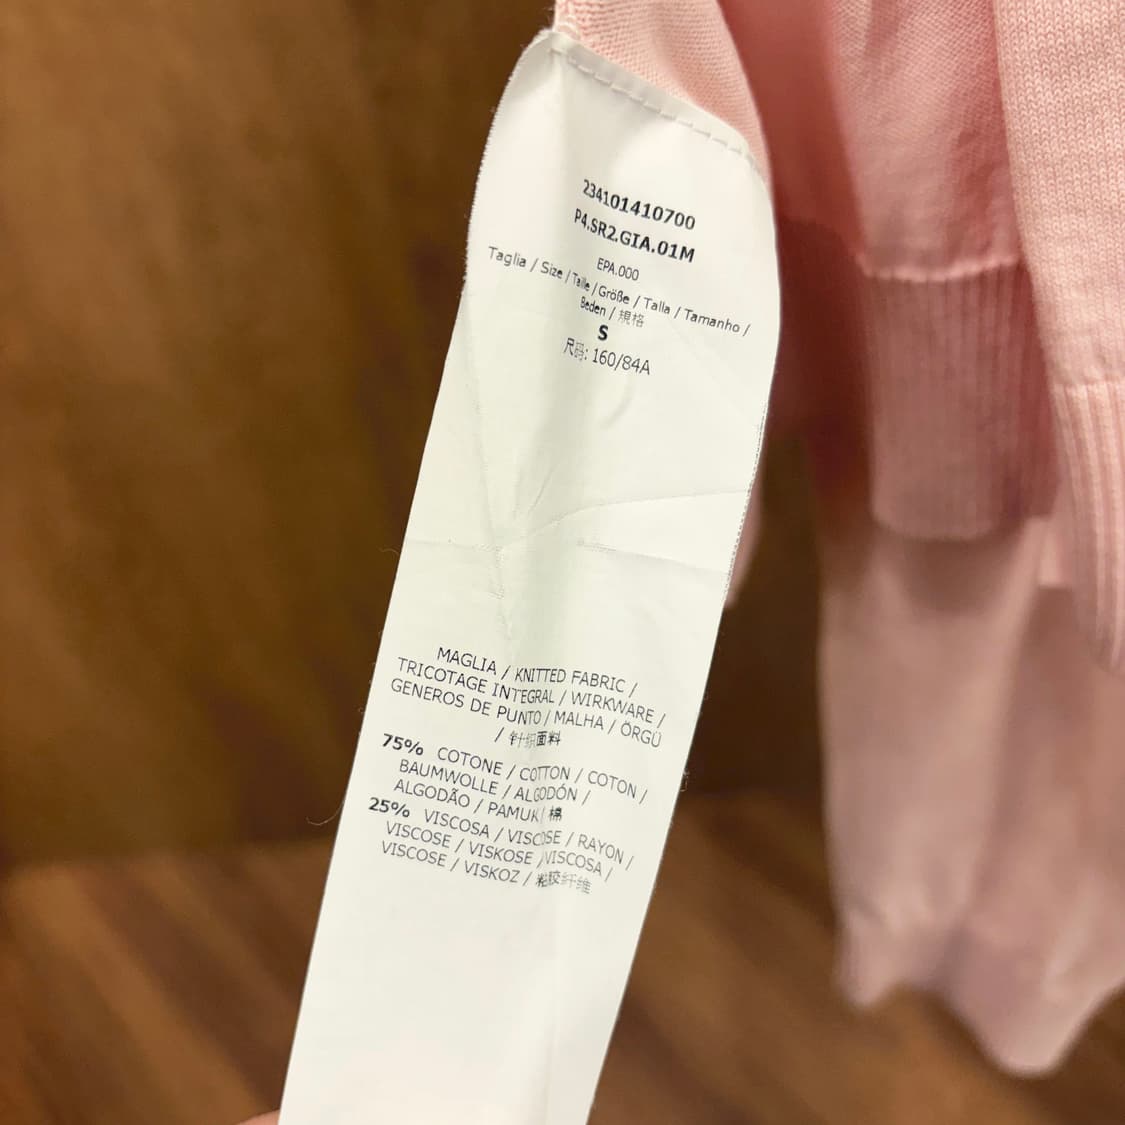 234101410700
P4.SR2.GIA.01M
EPA.000
Taglia / Size / Taille / Größe / Talla / Tamanho /
Beden / 規格
S
尺码: 160/84A
MAGLIA / KNITTED FABRIC /
TRICOTAGE INTEGRAL / WIRKWARE /
GENEROS DE PUNTO / MALHA / ÖRGÜ
/ 针织面料
75% COTONE / COTTON / COTON /
BAUMWOLLE / ALGODÓN /
ALGODÃO / PAMUK / 棉
25% VISCOSA / VISCOSE / RAYON /
VISCOSE / VISKOSE / VISCOSA /
VISCOSE / VISKOZ / 粘胶纤维